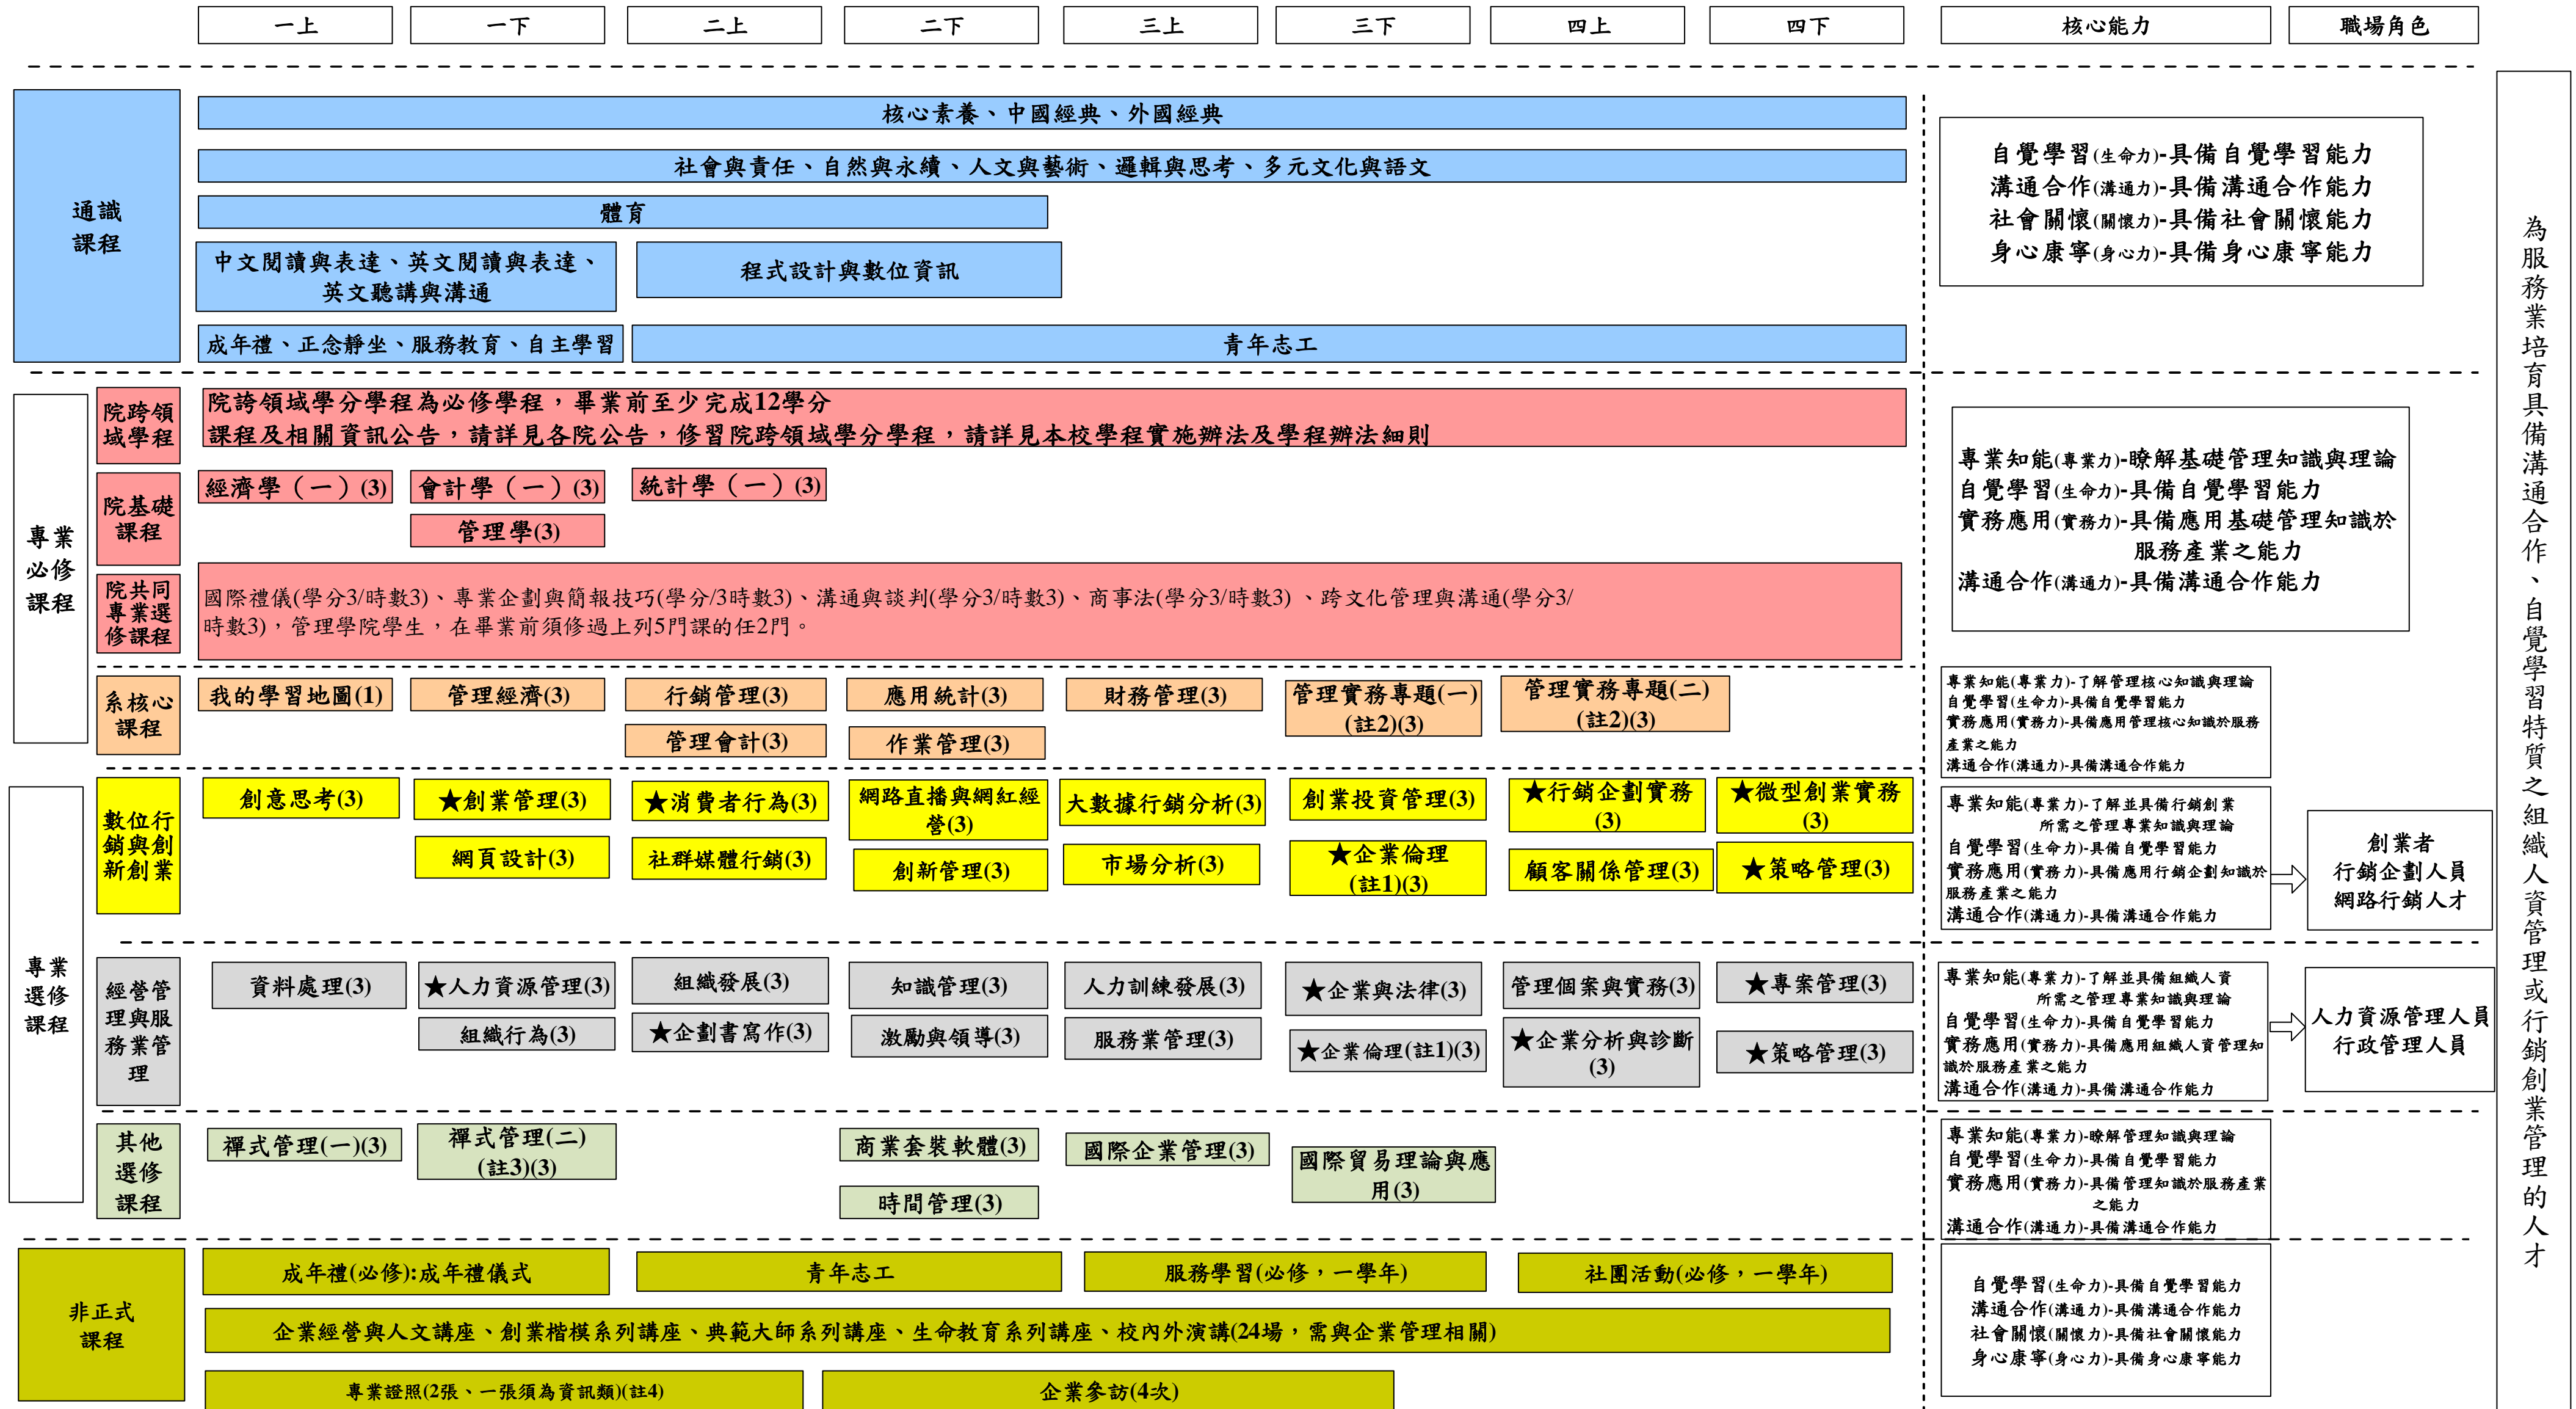 一上
一下
二上
二下
三上
三下
四上
四下
核心能力
職場角色
通識
課程
核心素養、中國經典、外國經典
社會與責任、自然與永續、人文與藝術、邏輯與思考、多元文化與語文
體育
中文閱讀與表達、英文閱讀與表達、
英文聽講與溝通
程式設計與數位資訊
成年禮、正念靜坐、服務教育、自主學習
青年志工
自覺學習(生命力)-具備自覺學習能力
溝通合作(溝通力)-具備溝通合作能力
社會關懷(關懷力)-具備社會關懷能力
身心康寧(身心力)-具備身心康寧能力
專業
必修
課程
院跨領
域學程
院誇領域學分學程為必修學程，畢業前至少完成12學分
課程及相關資訊公告，請詳見各院公告，修習院跨領域學分學程，請詳見本校學程實施辦法及學程辦法細則
院基礎
課程
經濟學（一）(3)
會計學（一）(3)
統計學（一）(3)
管理學(3)
院共同
專業選
修課程
國際禮儀(學分3/時數3)、專業企劃與簡報技巧(學分/3時數3)、溝通與談判(學分3/時數3)、商事法(學分3/時數3) 、跨文化管理與溝通(學分3/
時數3)，管理學院學生，在畢業前須修過上列5門課的任2門。
專業知能(專業力)-瞭解基礎管理知識與理論
自覺學習(生命力)-具備自覺學習能力
實務應用(實務力)-具備應用基礎管理知識於
服務產業之能力
溝通合作(溝通力)-具備溝通合作能力
系核心
課程
我的學習地圖(1)
管理經濟(3)
行銷管理(3)
應用統計(3)
財務管理(3)
管理實務專題(一)
(註2)(3)
管理實務專題(二)
(註2)(3)
管理會計(3)
作業管理(3)
專業知能(專業力)-了解管理核心知識與理論
自覺學習(生命力)-具備自覺學習能力
實務應用(實務力)-具備應用管理核心知識於服務
產業之能力
溝通合作(溝通力)-具備溝通合作能力
專業
選修
課程
數位行
銷與創
新創業
創意思考(3)
★創業管理(3)
★消費者行為(3)
網路直播與網紅經
營(3)
大數據行銷分析(3)
創業投資管理(3)
★行銷企劃實務
(3)
★微型創業實務
(3)
網頁設計(3)
社群媒體行銷(3)
創新管理(3)
市場分析(3)
★企業倫理
(註1)(3)
顧客關係管理(3)
★策略管理(3)
專業知能(專業力)-了解並具備行銷創業
所需之管理專業知識與理論
自覺學習(生命力)-具備自覺學習能力
實務應用(實務力)-具備應用行銷企劃知識於
服務產業之能力
溝通合作(溝通力)-具備溝通合作能力
創業者
行銷企劃人員
網路行銷人才
經營管
理與服
務業管
理
資料處理(3)
★人力資源管理(3)
組織發展(3)
知識管理(3)
人力訓練發展(3)
★企業與法律(3)
管理個案與實務(3)
★專案管理(3)
組織行為(3)
★企劃書寫作(3)
激勵與領導(3)
服務業管理(3)
★企業倫理(註1)(3)
★企業分析與診斷
(3)
★策略管理(3)
專業知能(專業力)-了解並具備組織人資
所需之管理專業知識與理論
自覺學習(生命力)-具備自覺學習能力
實務應用(實務力)-具備應用組織人資管理知
識於服務產業之能力
溝通合作(溝通力)-具備溝通合作能力
人力資源管理人員
行政管理人員
其他
選修
課程
禪式管理(一)(3)
禪式管理(二)
(註3)(3)
商業套裝軟體(3)
國際企業管理(3)
國際貿易理論與應
用(3)
時間管理(3)
專業知能(專業力)-瞭解管理知識與理論
自覺學習(生命力)-具備自覺學習能力
實務應用(實務力)-具備管理知識於服務產業
之能力
溝通合作(溝通力)-具備溝通合作能力
非正式
課程
成年禮(必修):成年禮儀式
青年志工
服務學習(必修，一學年)
社團活動(必修，一學年)
企業經營與人文講座、創業楷模系列講座、典範大師系列講座、生命教育系列講座、校內外演講(24場，需與企業管理相關)
專業證照(2張、一張須為資訊類)(註4)
企業參訪(4次)
自覺學習(生命力)-具備自覺學習能力
溝通合作(溝通力)-具備溝通合作能力
社會關懷(關懷力)-具備社會關懷能力
身心康寧(身心力)-具備身心康寧能力
為服務業培育具備溝通合作、自覺學習特質之組織人資管理或行銷創業管理的人才